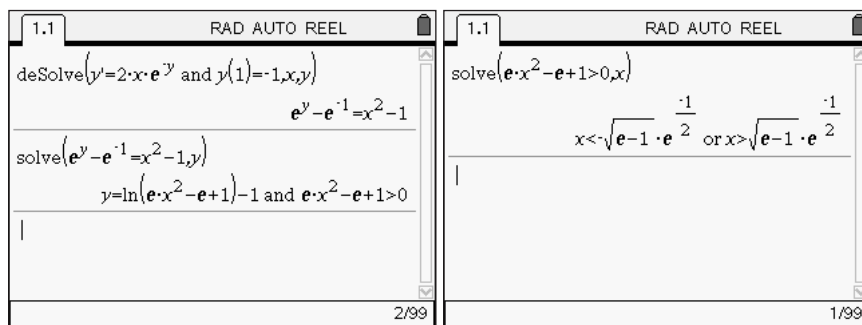 1.1 RAD AUTO REEL
deSolve(y'=2·x·e^-y and y(1)=-1,x,y)
e^y-e^-1=x^2-1
solve(e^y-e^-1=x^2-1,y)
y=ln(e·x^2-e+1)-1 and e·x^2-e+1>0
2/99
1.1 RAD AUTO REEL
solve(e·x^2-e+1>0,x)
x<-√(e-1)·e^(-1/2) or x>√(e-1)·e^(-1/2)
1/99